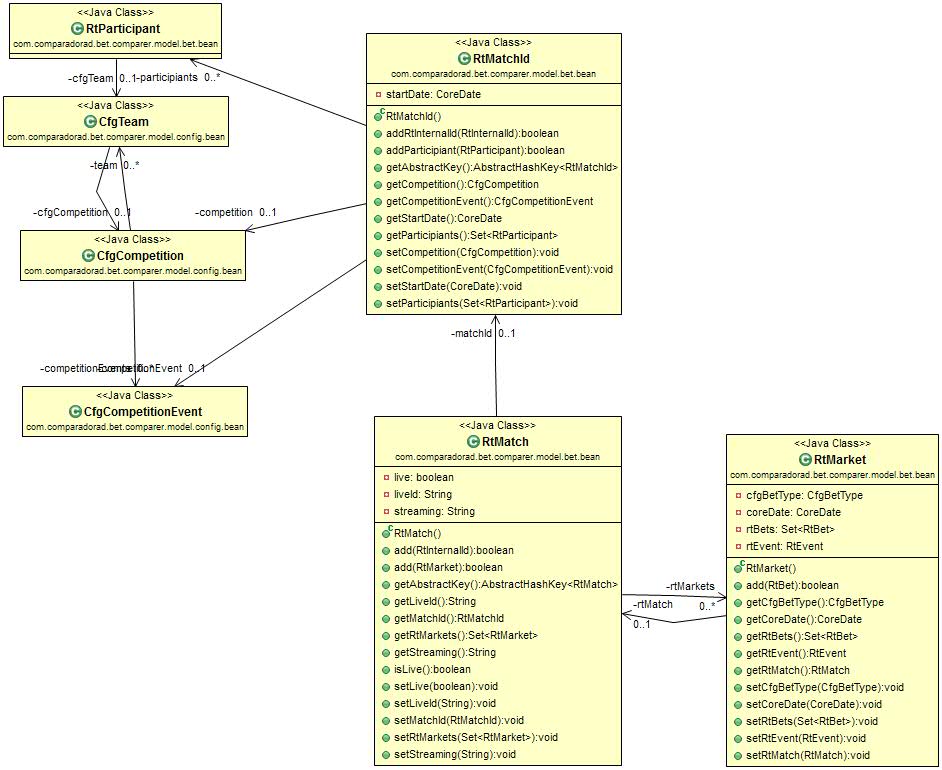 <<Java Class>>
RtParticipant
com.comparadorad.bet.comparer.model.bet.bean
-cfgTeam 0..1
-participiants 0..*
<<Java Class>>
CfgTeam
com.comparadorad.bet.comparer.model.config.bean
-team 0..*
-cfgCompetition 0..1
-competition 0..1
<<Java Class>>
CfgCompetition
com.comparadorad.bet.comparer.model.config.bean
-competitionEvents 0..*
-competitionEvent 0..1
<<Java Class>>
CfgCompetitionEvent
com.comparadorad.bet.comparer.model.config.bean
<<Java Class>>
RtMatchId
com.comparadorad.bet.comparer.model.bet.bean
startDate: CoreDate
RtMatchId()
addRtInternalId(RtInternalId):boolean
addParticipiant(RtParticipant):boolean
getAbstractKey():AbstractHashKey<RtMatchId>
getCompetition():CfgCompetition
getCompetitionEvent():CfgCompetitionEvent
getStartDate():CoreDate
getParticipiants():Set<RtParticipant>
setCompetition(CfgCompetition):void
setCompetitionEvent(CfgCompetitionEvent):void
setStartDate(CoreDate):void
setParticipiants(Set<RtParticipant>):void
-matchId 0..1
<<Java Class>>
RtMatch
com.comparadorad.bet.comparer.model.bet.bean
live: boolean
liveId: String
streaming: String
RtMatch()
add(RtInternalId):boolean
add(RtMarket):boolean
getAbstractKey():AbstractHashKey<RtMatch>
getLiveId():String
getMatchId():RtMatchId
getRtMarkets():Set<RtMarket>
getStreaming():String
isLive():boolean
setLive(boolean):void
setLiveId(String):void
setMatchId(RtMatchId):void
setRtMarkets(Set<RtMarket>):void
setStreaming(String):void
-rtMarkets
0..*
-rtMatch
0..1
<<Java Class>>
RtMarket
com.comparadorad.bet.comparer.model.bet.bean
cfgBetType: CfgBetType
coreDate: CoreDate
rtBets: Set<RtBet>
rtEvent: RtEvent
RtMarket()
add(RtBet):boolean
getCfgBetType():CfgBetType
getCoreDate():CoreDate
getRtBets():Set<RtBet>
getRtEvent():RtEvent
getRtMatch():RtMatch
setCfgBetType(CfgBetType):void
setCoreDate(CoreDate):void
setRtBets(Set<RtBet>):void
setRtEvent(RtEvent):void
setRtMatch(RtMatch):void